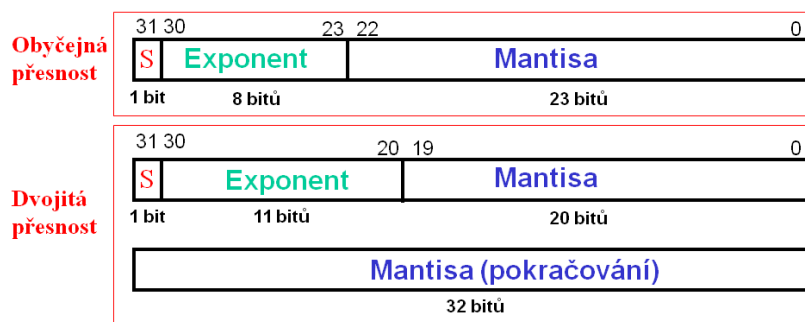 31 30 23 22 0
Obyčejná
přesnost
S Exponent Mantisa
1 bit 8 bitů 23 bitů
31 30 20 19 0
Dvojitá
přesnost
S Exponent Mantisa
1 bit 11 bitů 20 bitů
Mantisa (pokračování)
32 bitů